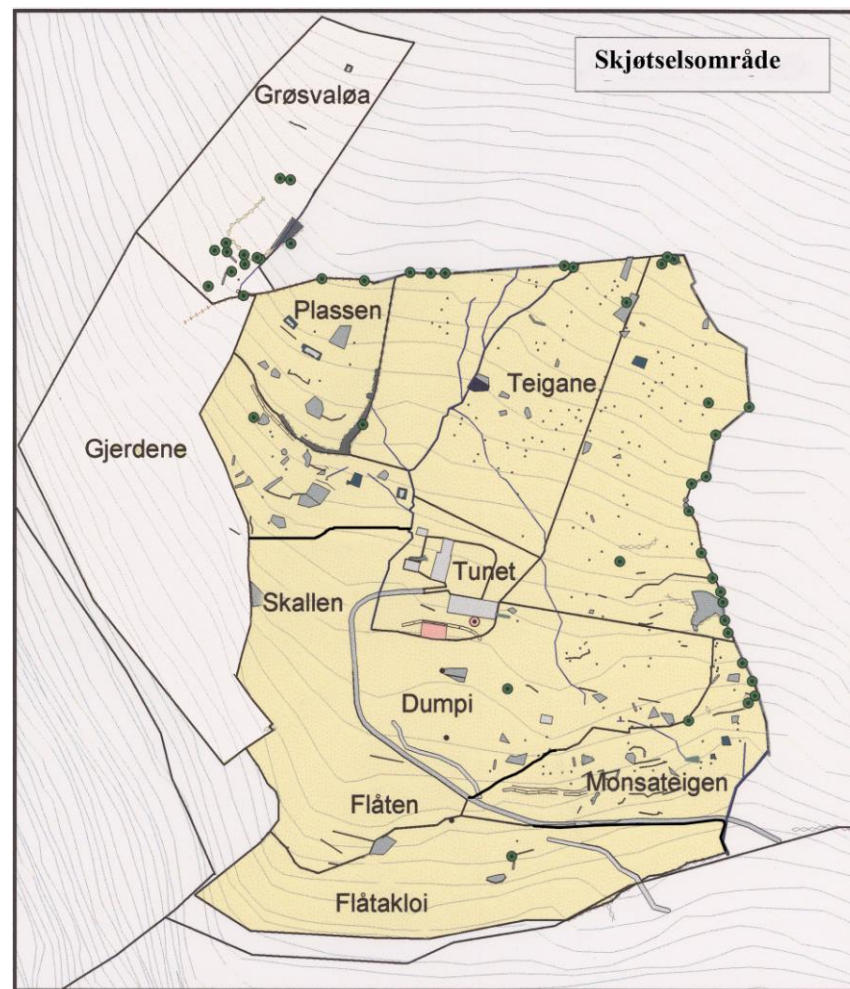 Skjøtselsområde
Grøsvaløa
Plassen
Teigane
Gjerdene
Tunet
Skallen
Dumpi
Monsateigen
Flåten
Flåtakloi